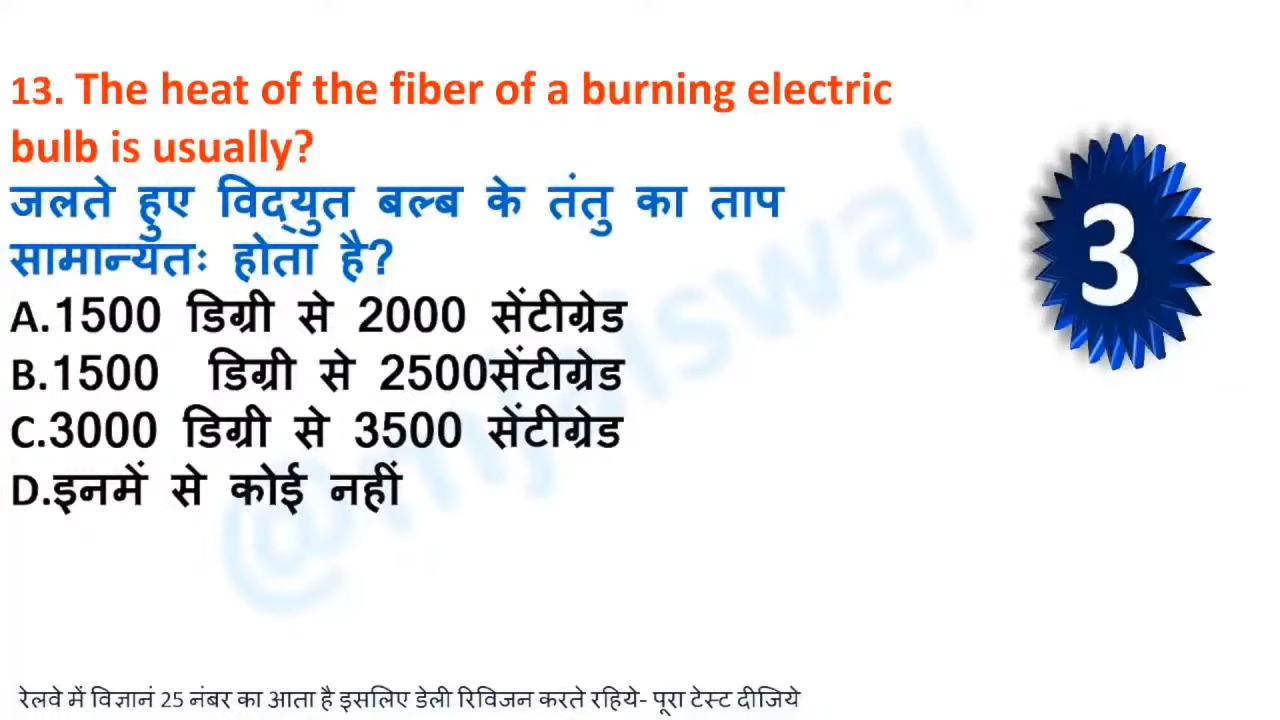 13. The heat of the fiber of a burning electric
bulb is usually?
जलते हुए विद्युत बल्ब के तंतु का ताप
सामान्यतः होता है?
A.1500 डिग्री से 2000 सेंटीग्रेड
B.1500 डिग्री से 2500सेंटीग्रेड
C.3000 डिग्री से 3500 सेंटीग्रेड
D.इनमें से कोई नहीं
3
रेलवे में विज्ञानं 25 नंबर का आता है इसलिए डेली रिविजन करते रहिये- पूरा टेस्ट दीजिये